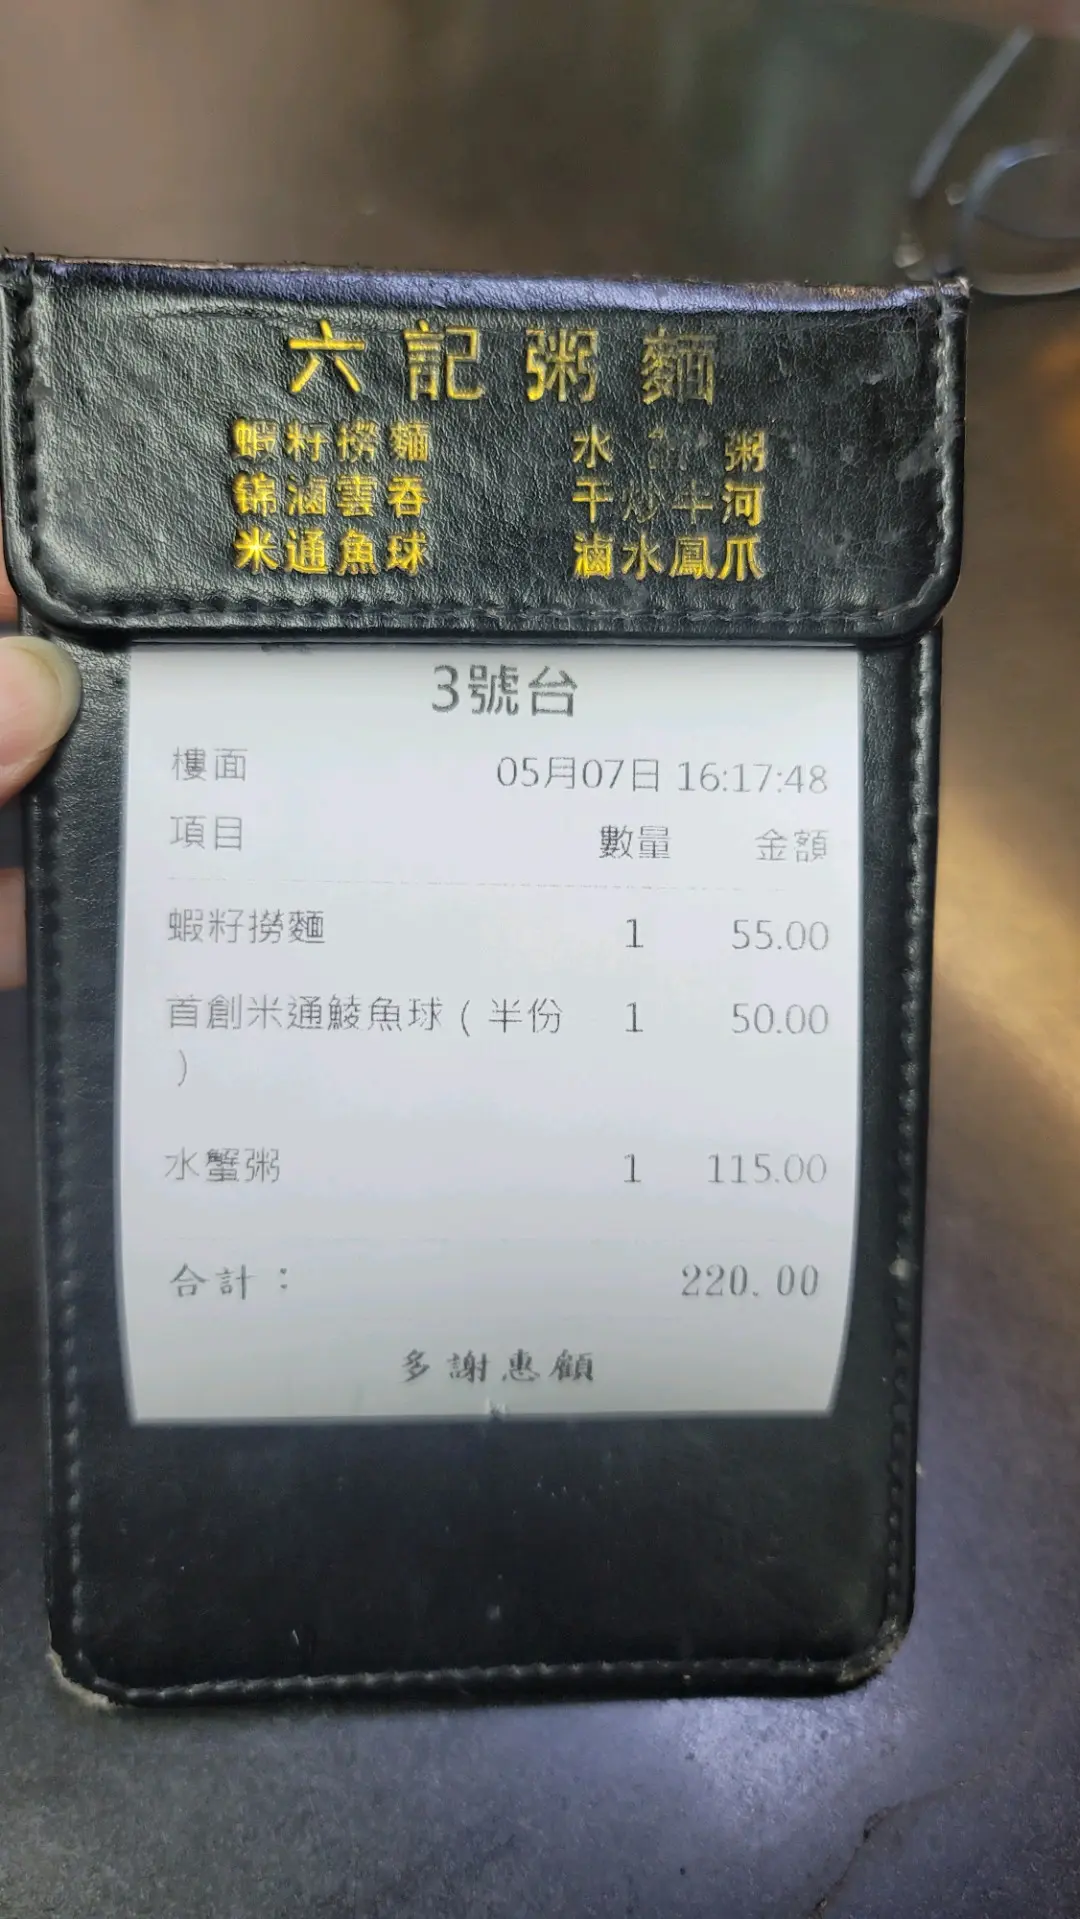 六記粥麵
蝦籽撈麵 水 粥
锦滷雲吞 干炒牛河
米通魚球 滷水鳳爪
3號台
樓面 05月07日 16:17:48
項目 數量 金額
蝦籽撈麵 1 55.00
首創米通鯪魚球（半份 1 50.00
）
水蟹粥 1 115.00
合計： 220.00
多謝惠顧